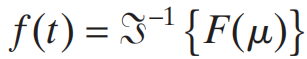 f(t) = ℑ⁻¹ {F(μ)}